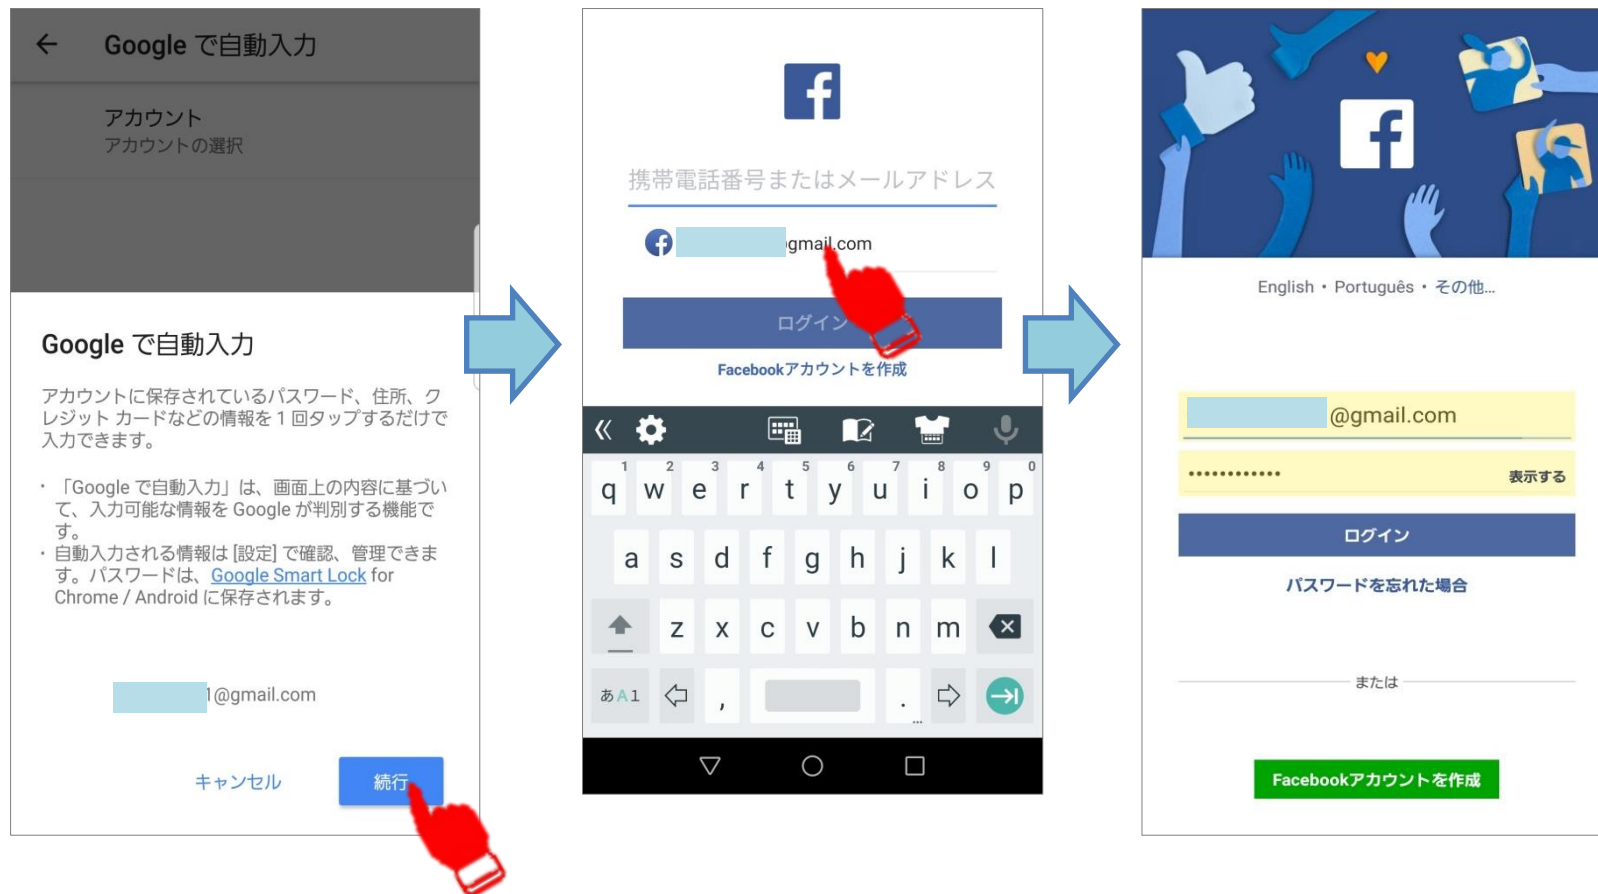 Google で自動入力
アカウント
アカウントの選択
Google で自動入力
アカウントに保存されているパスワード、住所、ク
レジット カードなどの情報を 1 回タップするだけで
入力できます。
・「Google で自動入力」は、画面上の内容に基づい
て、入力可能な情報を Google が判別する機能で
す。
・自動入力される情報は [設定] で確認、管理できま
す。パスワードは、Google Smart Lock for
Chrome / Android に保存されます。
1@gmail.com
キャンセル 続行
f
携帯電話番号またはメールアドレス
f gmail.com
ログイン
Facebookアカウントを作成
1 2 3 4 5 6 7 8 9 0
q w e r t y u i o p
a s d f g h j k l
z x c v b n m
あA1 , . …
f
English・Português・その他...
@gmail.com
•••••••••••• 表示する
ログイン
パスワードを忘れた場合
または
Facebookアカウントを作成